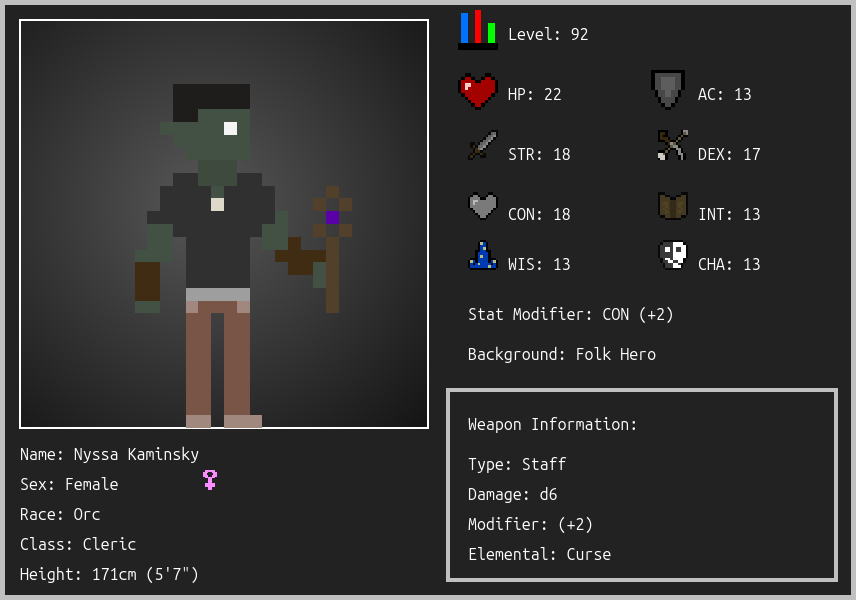 Level: 92
HP: 22
AC: 13
STR: 18
DEX: 17
CON: 18
INT: 13
WIS: 13
CHA: 13
Stat Modifier: CON (+2)
Background: Folk Hero
Weapon Information:
Type: Staff
Damage: d6
Modifier: (+2)
Elemental: Curse
Name: Nyssa Kaminsky
Sex: Female
Race: Orc
Class: Cleric
Height: 171cm (5'7")